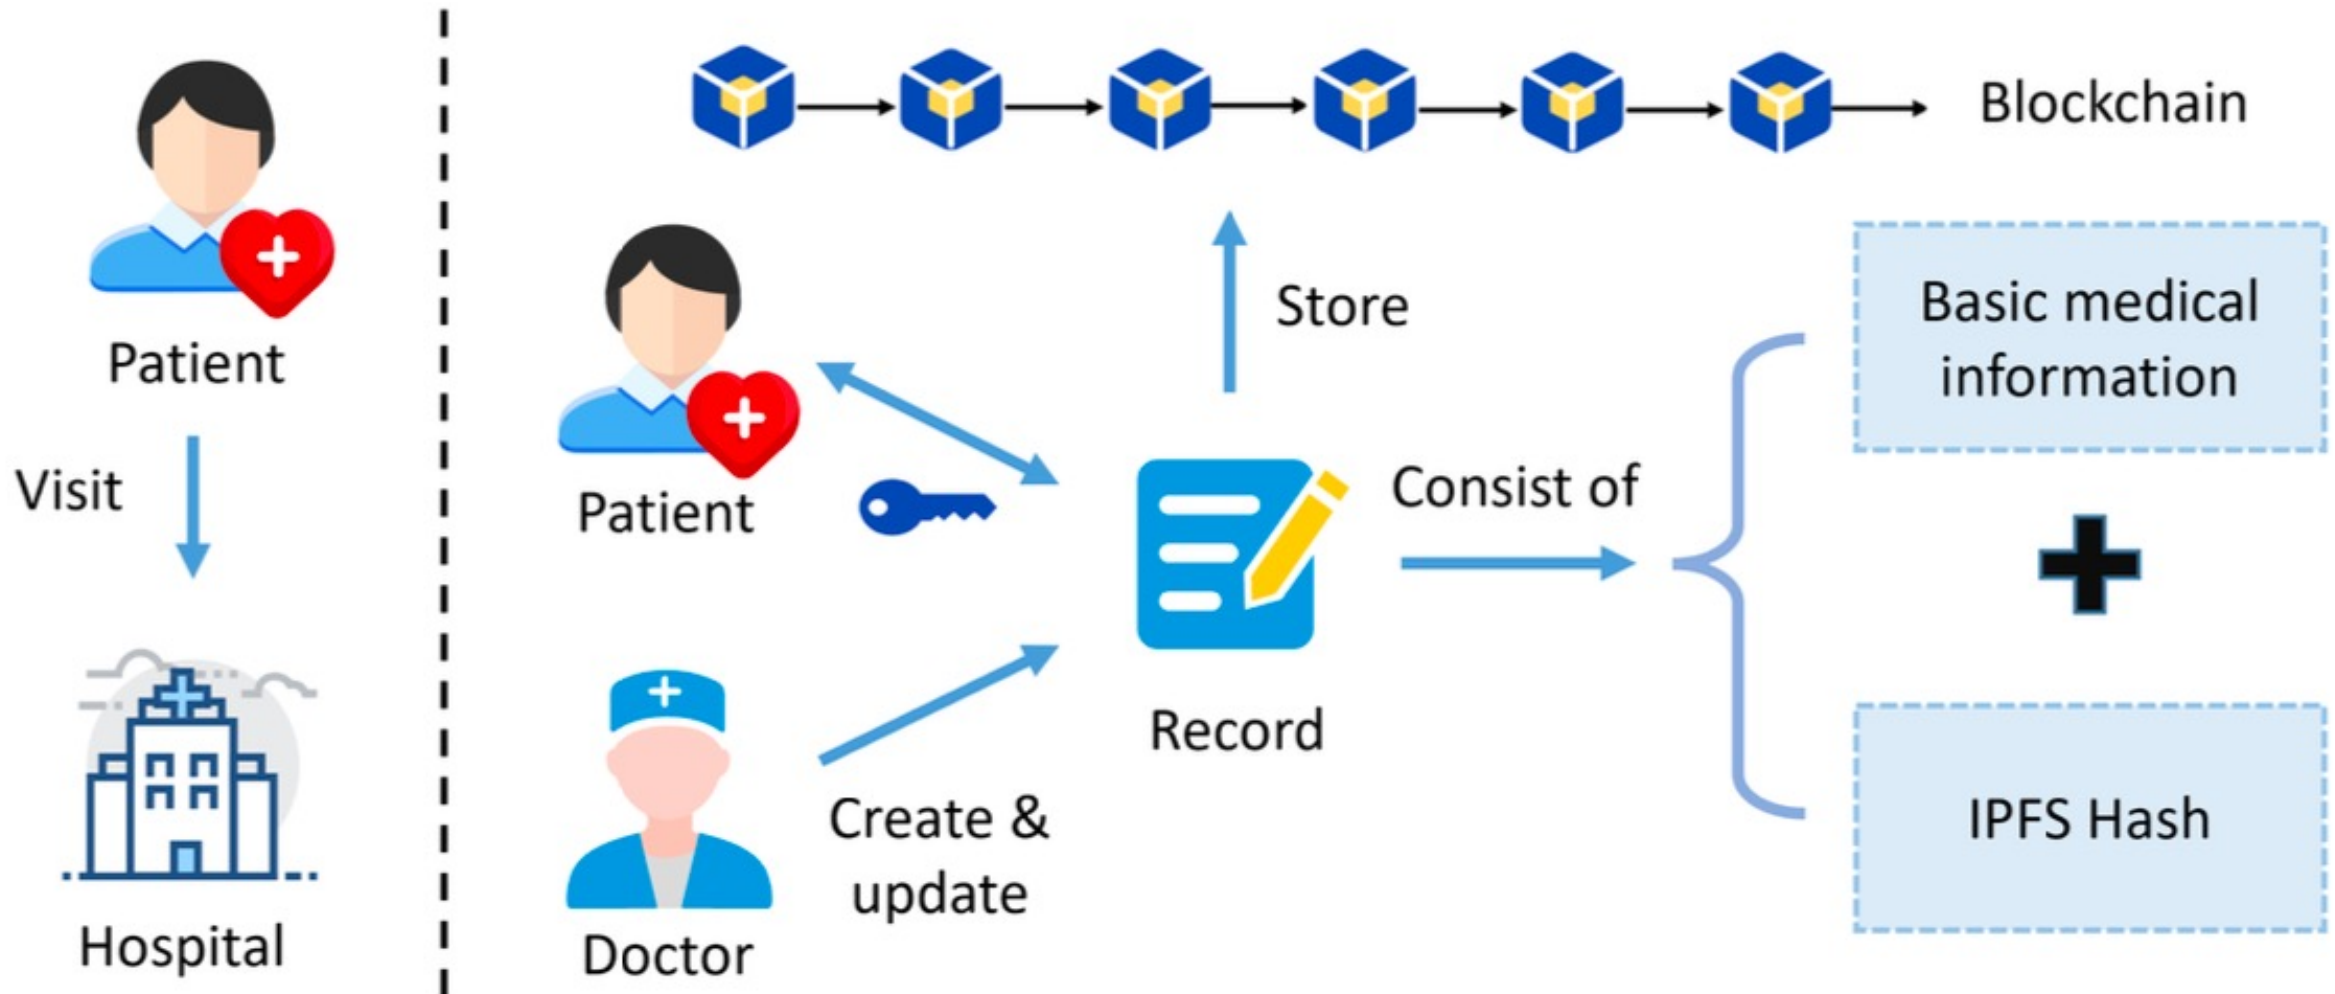 Patient
Visit
Hospital
Blockchain
Store
Patient
Consist of
Record
Create &
update
Doctor
Basic medical
information
IPFS Hash